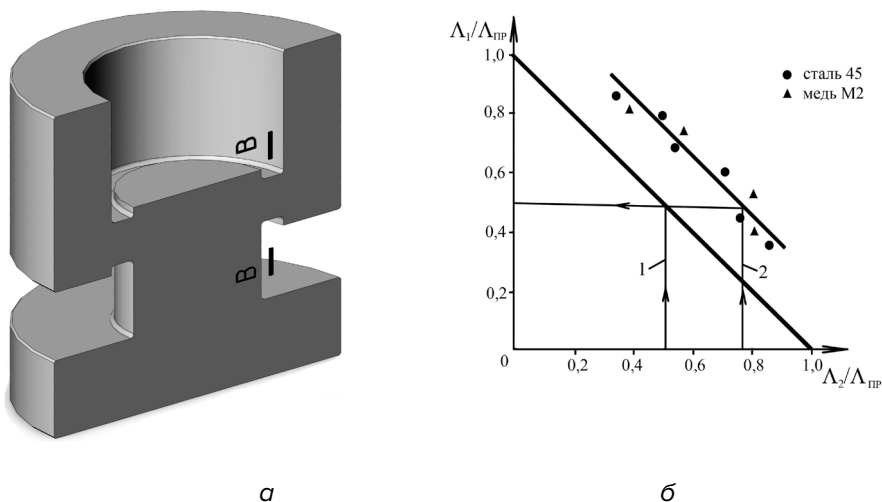 В
В
Λ₁/Λпр
1,0
0,8
0,6
0,4
0,2
0
0,2
0,4
0,6
0,8
1,0
Λ₂/Λпр
сталь 45
медь М2
1
2
а
б